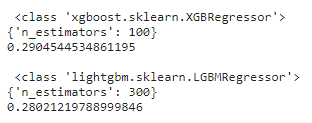 <class 'xgboost.sklearn.XGBRegressor'>
{'n_estimators': 100}
0.2904544534861195
<class 'lightgbm.sklearn.LGBMRegressor'>
{'n_estimators': 300}
0.28021219788999846